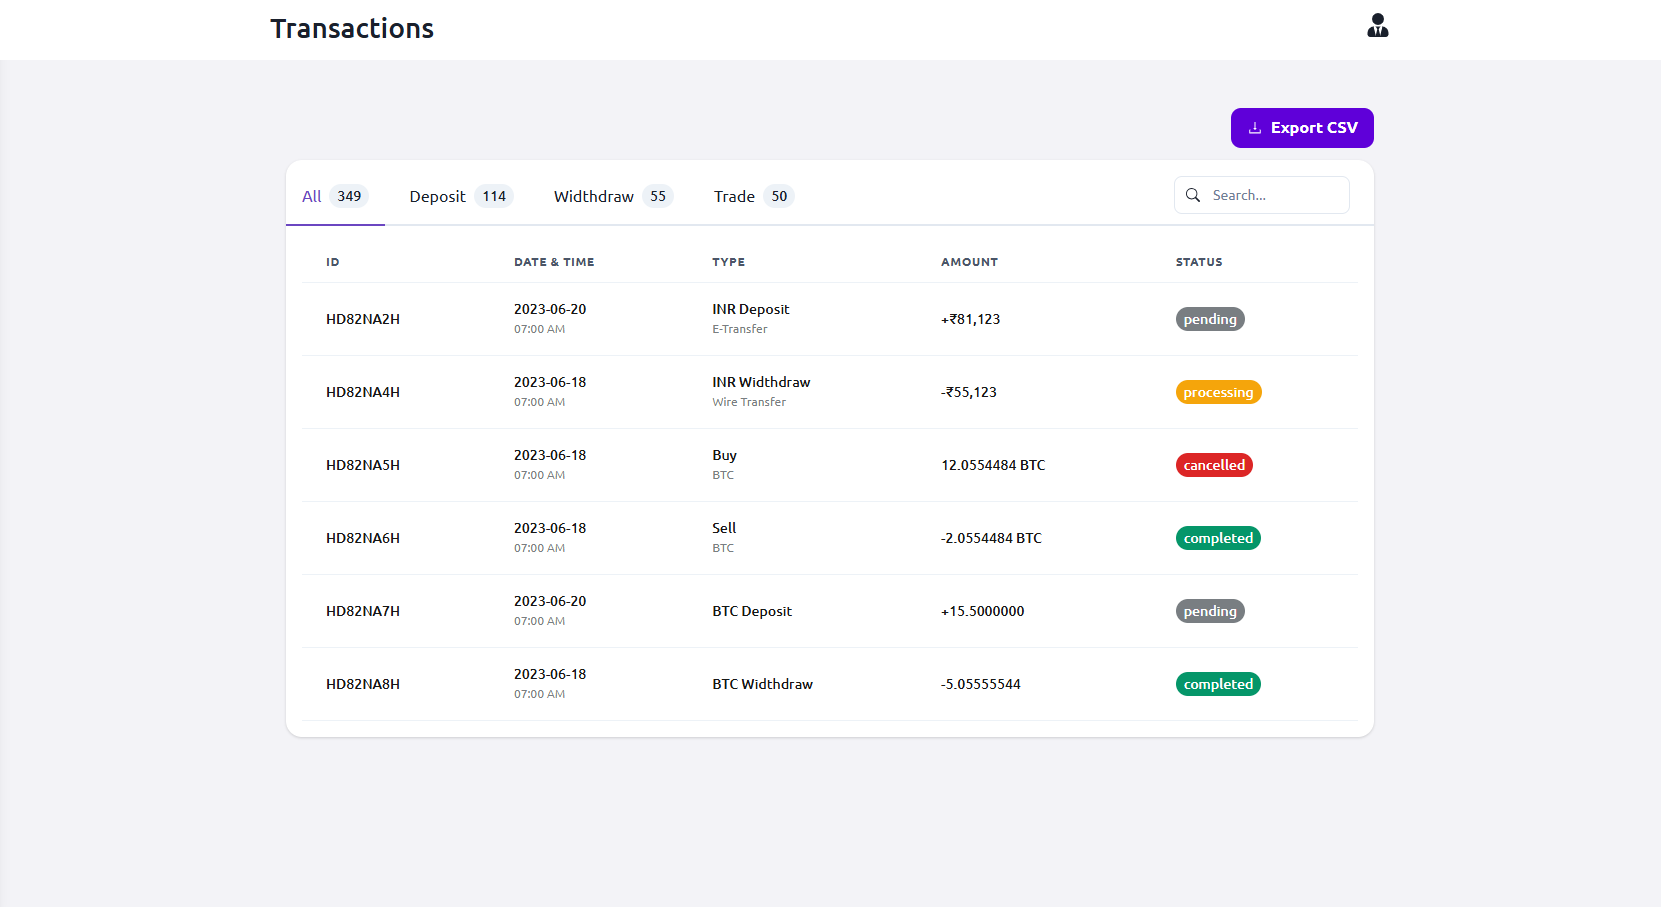 Transactions
Export CSV
All 349 Deposit 114 Widthdraw 55 Trade 50 Search...
ID DATE & TIME TYPE AMOUNT STATUS
HD82NA2H 2023-06-20 07:00 AM INR Deposit E-Transfer +₹81,123 pending
HD82NA4H 2023-06-18 07:00 AM INR Widthdraw Wire Transfer -₹55,123 processing
HD82NA5H 2023-06-18 07:00 AM Buy BTC 12.0554484 BTC cancelled
HD82NA6H 2023-06-18 07:00 AM Sell BTC -2.0554484 BTC completed
HD82NA7H 2023-06-20 07:00 AM BTC Deposit +15.5000000 pending
HD82NA8H 2023-06-18 07:00 AM BTC Widthdraw -5.05555544 completed